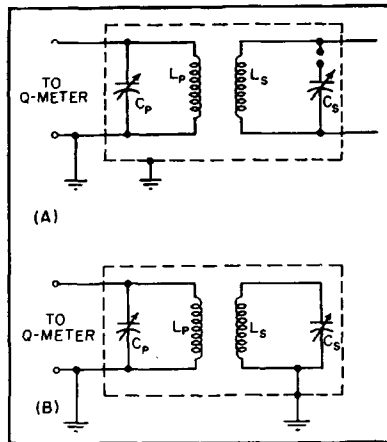 TO
Q-METER
CP
LP
LS
CS
(A)
TO
Q-METER
CP
LP
LS
CS
(B)